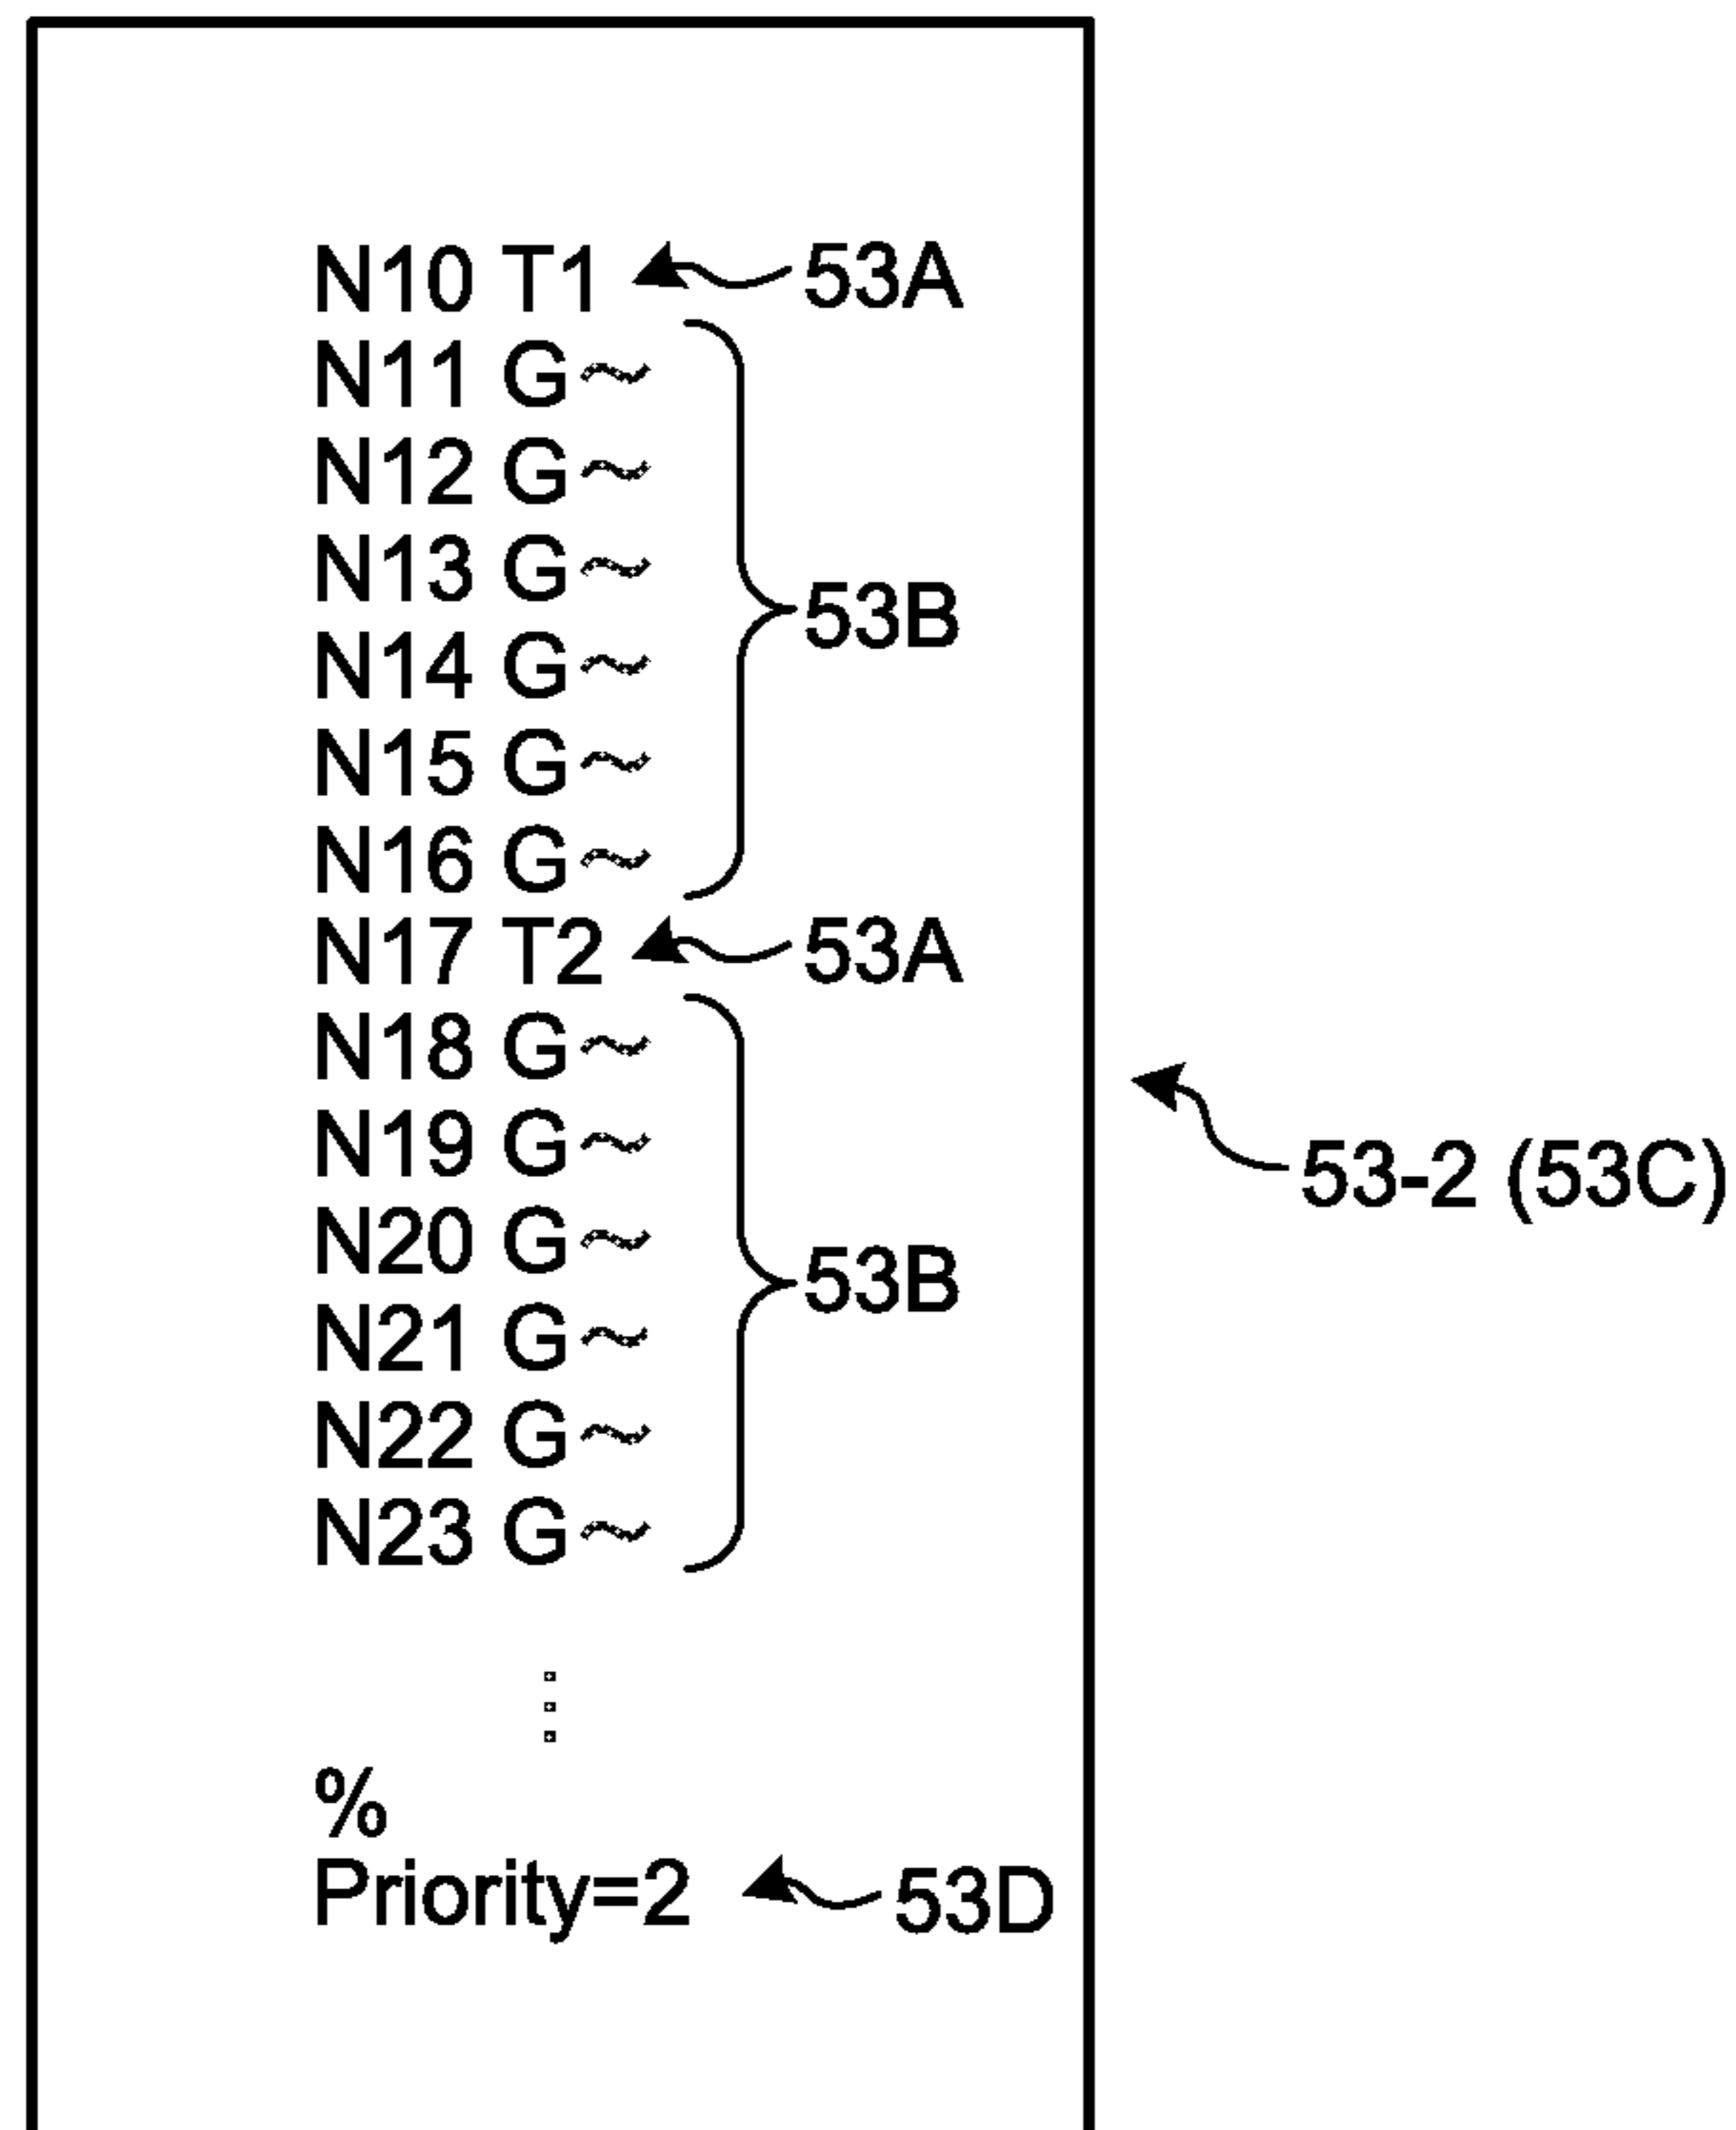 N10 T1 53A
N11 G~
N12 G~
N13 G~
53B
N14 G~
N15 G~
N16 G~
N17 T2 53A
N18 G~
N19 G~
53-2 (53C)
N20 G~
53B
N21 G~
N22 G~
N23 G~
%
Priority=2 53D